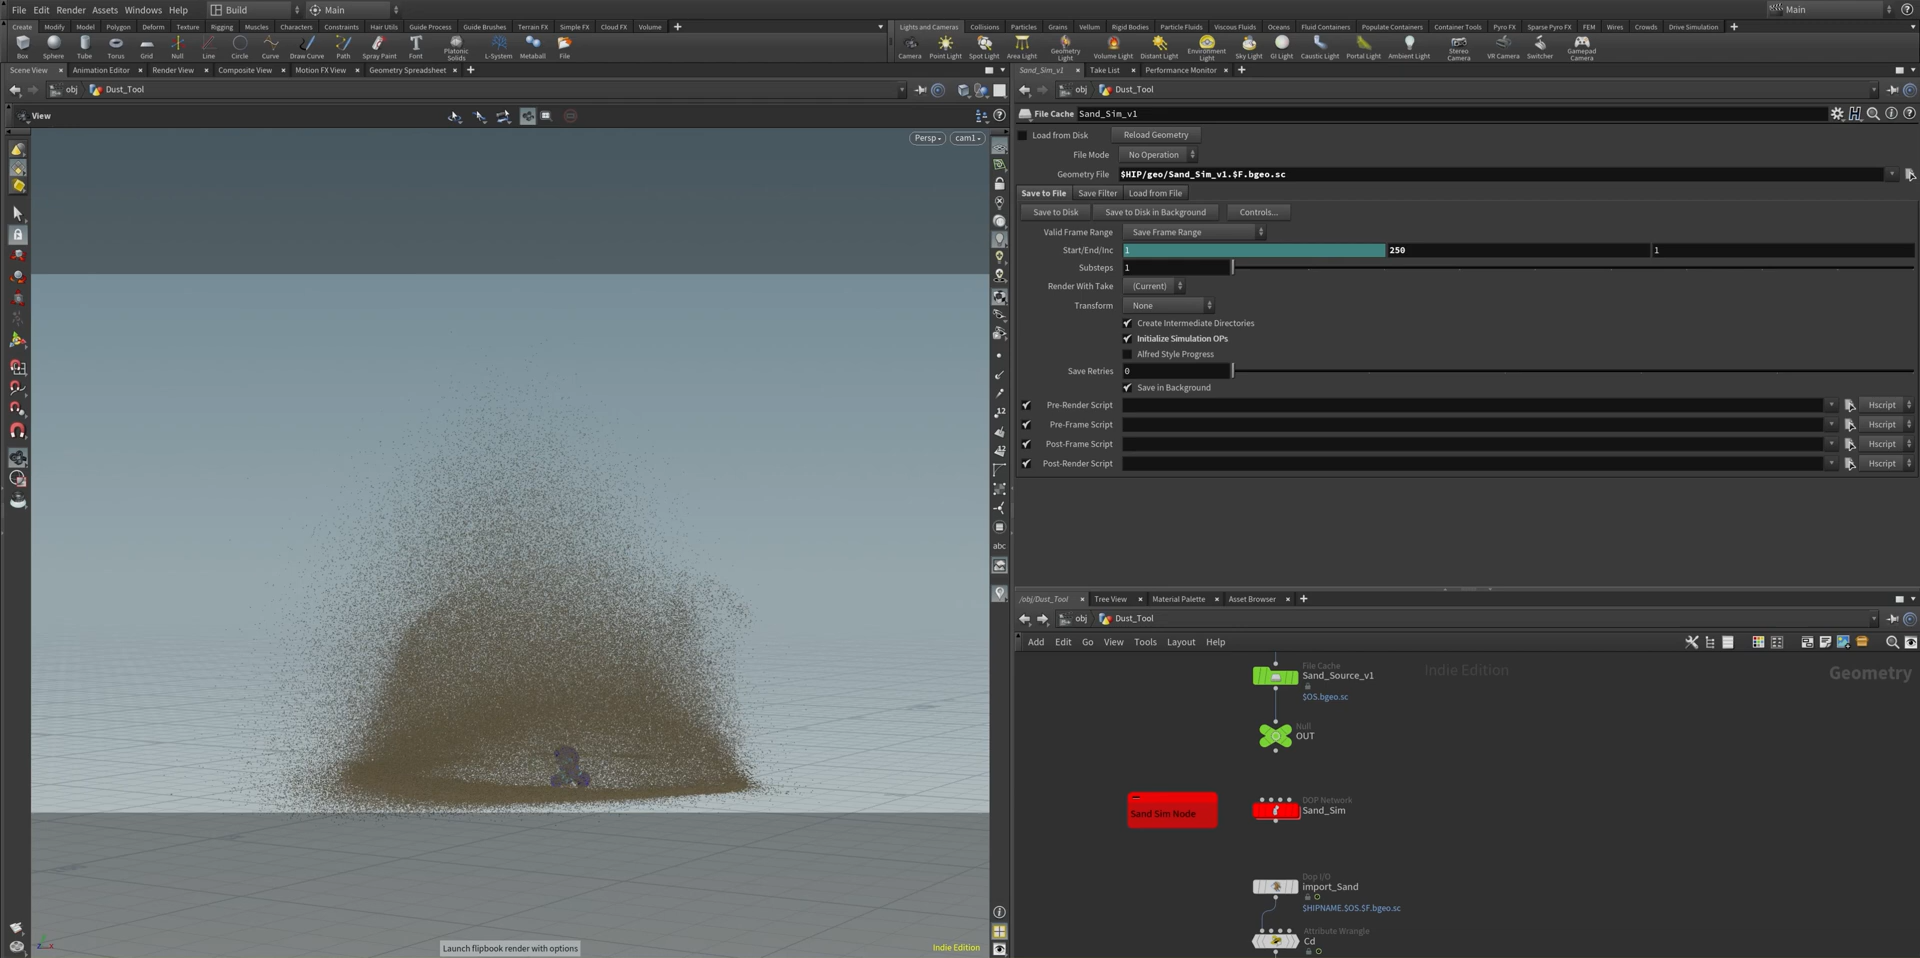 File Edit Render Assets Windows Help Build Main Main
Create Modify Model Polygon Deform Texture Rigging Muscles Characters Constraints Hair Utils Guide Process Guide Brushes Terrain FX Simple FX Cloud FX Volume
Lights and Cameras Collisions Particles Grains Vellum Rigid Bodies Particle Fluids Viscous Fluids Oceans Fluid Containers Populate Containers Container Tools Pyro FX Sparse Pyro FX FEM Wires Crowds Drive Simulation
Box Sphere Tube Torus Grid Null Line Circle Curve Draw Curve Path Spray Paint Font Platonic Solids L-System Metaball File
Camera Point Light Spot Light Area Light Geometry Light Volume Light Distant Light Environment Light Sky Light GI Light Caustic Light Portal Light Ambient Light Stereo Camera VR Camera Switcher Gamepad Camera
Scene View Animation Editor Render View Composite View Motion FX View Geometry Spreadsheet
Sand_Sim_v1 Take List Performance Monitor
obj Dust_Tool
obj Dust_Tool
View
Persp cam1
File Cache Sand_Sim_v1
Load from Disk Reload Geometry
File Mode No Operation
Geometry File $HIP/geo/Sand_Sim_v1.$F.bgeo.sc
Save to File Save Filter Load from File
Save to Disk Save to Disk in Background Controls...
Valid Frame Range Save Frame Range
Start/End/Inc 1 250 1
Substeps 1
Render With Take (Current)
Transform None
Create Intermediate Directories
Initialize Simulation OPs
Alfred Style Progress
Save Retries 0
Save in Background
Pre-Render Script Hscript
Pre-Frame Script Hscript
Post-Frame Script Hscript
Post-Render Script Hscript
12
12
abc
/obj/Dust_Tool Tree View Material Palette Asset Browser
obj Dust_Tool
Add Edit Go View Tools Layout Help
Indie Edition Geometry
File Cache
Sand_Source_v1
$OS.bgeo.sc
Null
OUT
Sand Sim Node
DOP Network
Sand_Sim
Dop I/O
import_Sand
$HIPNAME.$OS.$F.bgeo.sc
Attribute Wrangle
Cd
Launch flipbook render with options
Indie Edition